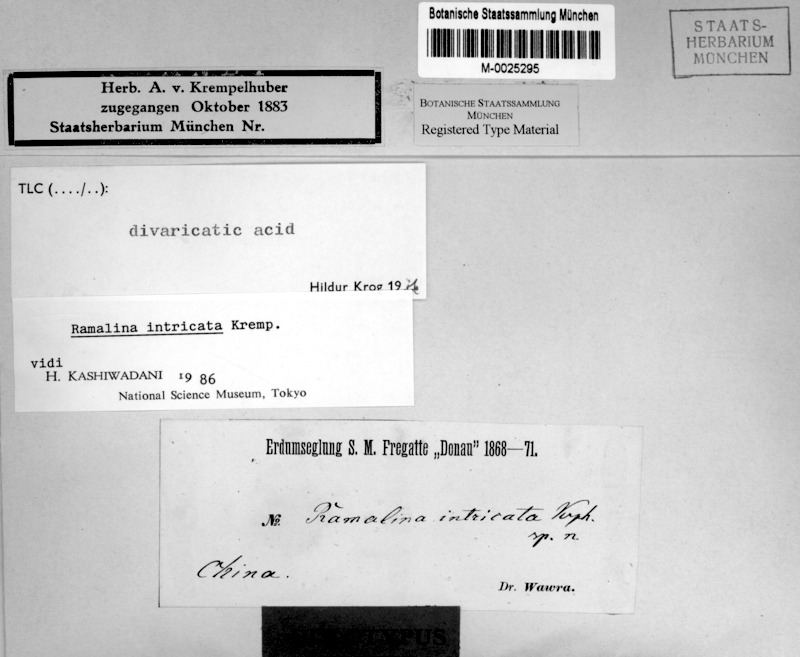 Botanische Staatssammlung München
M-0025295
STAATS-
HERBARIUM
MÜNCHEN
Herb. A. v. Krempelhuber
zugegangen Oktober 1883
Staatsherbarium München Nr.
BOTANISCHE STAATSSAMMLUNG
MÜNCHEN
Registered Type Material
TLC (..../..):
divaricatic acid
Hildur Krog 19
Ramalina intricata Kremp.
vidi
H. KASHIWADANI 1986
National Science Museum, Tokyo
Erdumseglung S. M. Fregatte „Donau" 1868—71.
№ Ramalina intricata Krph.
sp. n.
China.
Dr. Wawra.